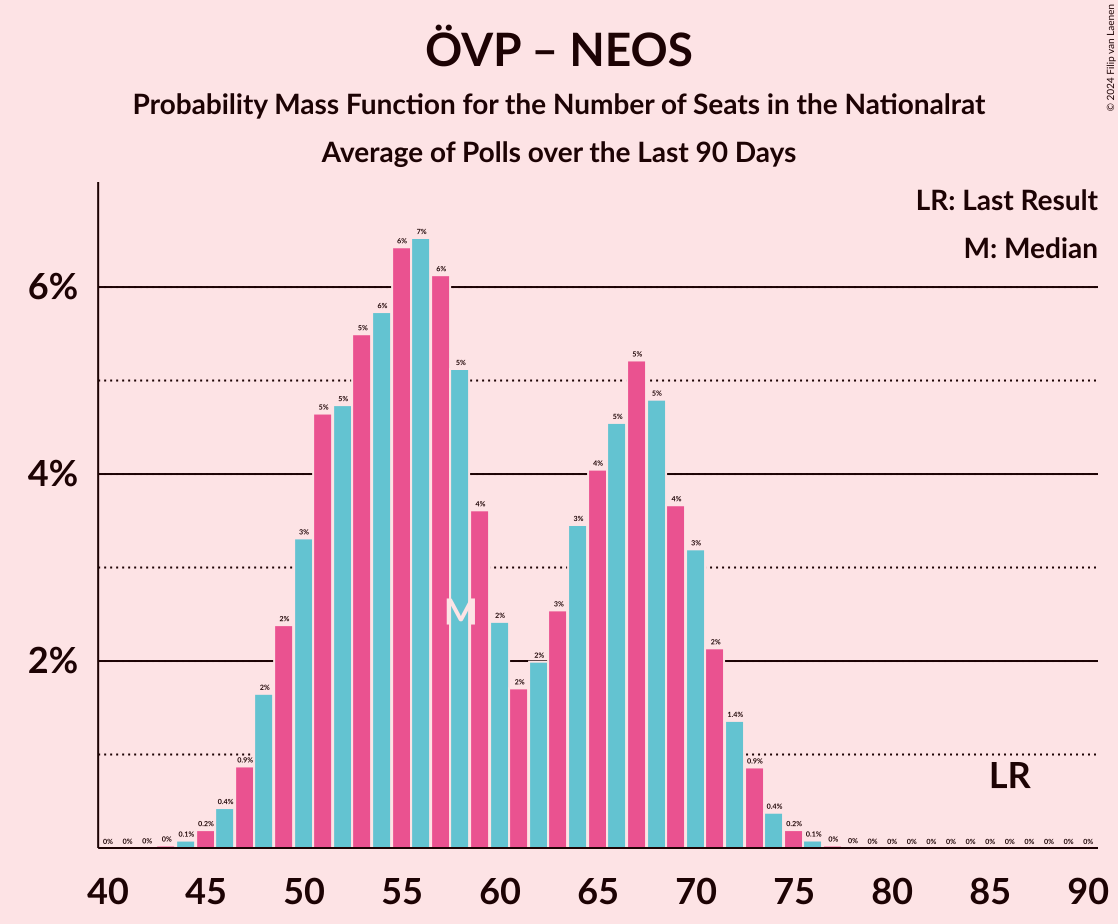 ÖVP – NEOS
Probability Mass Function for the Number of Seats in the Nationalrat
Average of Polls over the Last 90 Days
© 2024 Filip van Laenen
LR: Last Result
M: Median
7%
6% 6%
6%
6%
5%
5% 5%
5%
5% 5%
5%
4%
4% 4%
3% 3% 3%
3%
2% 2%
2% 2%
2%
2%
1.4%
0.9% 0.9%
0.4% 0.4%
0.2% 0.2%
0% 0% 0% 0% 0.1% 0.1% 0% 0% 0% 0% 0% 0% 0% 0% 0% 0% 0% 0% 0% 0%
M
LR
6%
4%
2%
40 45 50 55 60 65 70 75 80 85 90